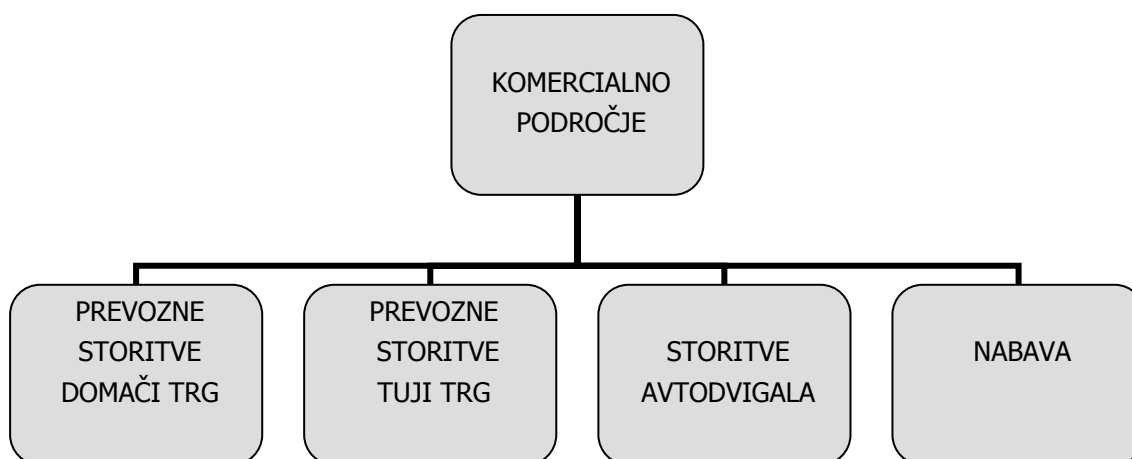 KOMERCIALNO
PODROČJE
PREVOZNE
STORITVE
DOMAČI TRG
PREVOZNE
STORITVE
TUJI TRG
STORITVE
AVTODVIGALA
NABAVA